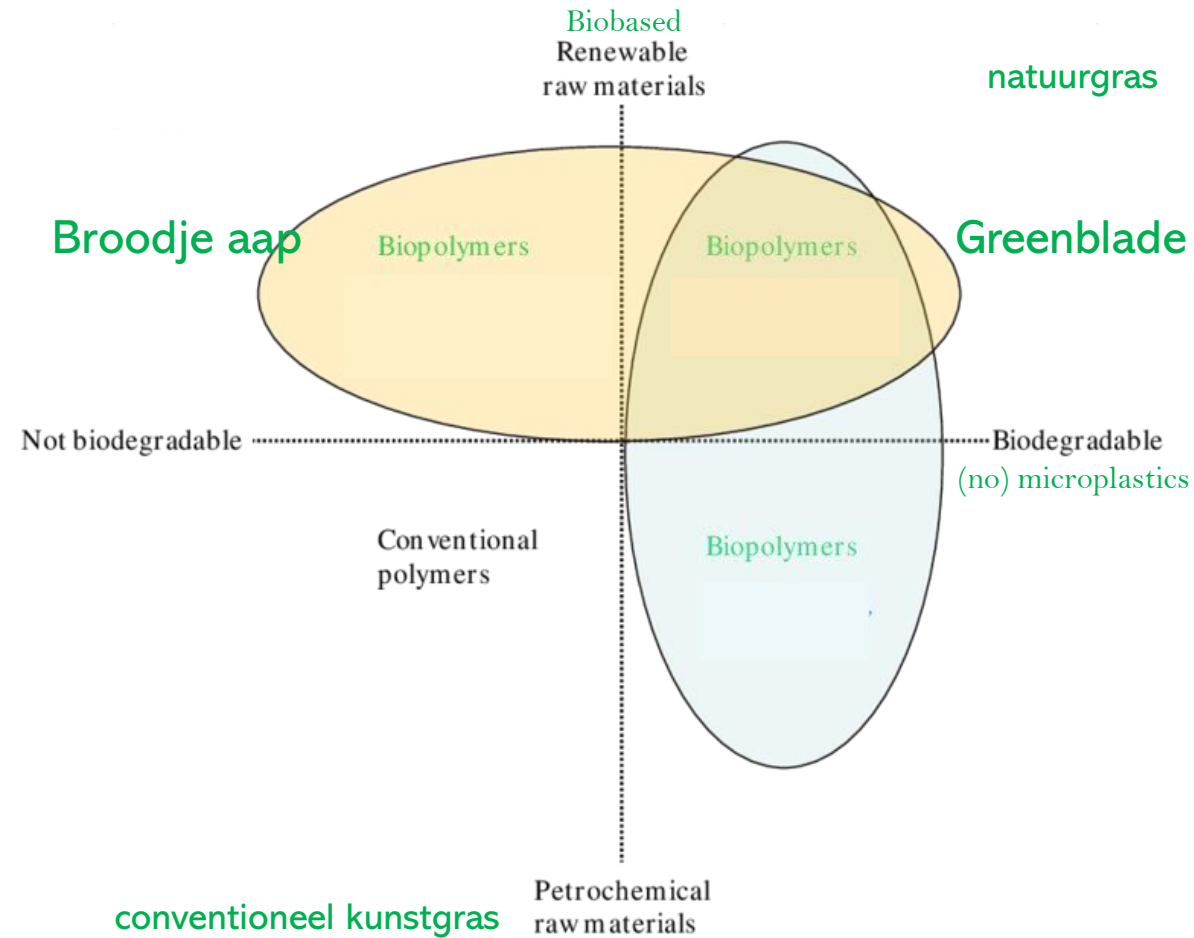 Biobased
Renewable
raw materials
natuurgras
Broodje aap
Biopolymers
Biopolymers
Greenblade
Not biodegradable
Biodegradable
(no) microplastics
Conventional
polymers
Biopolymers
Petrochemical
raw materials
conventioneel kunstgras